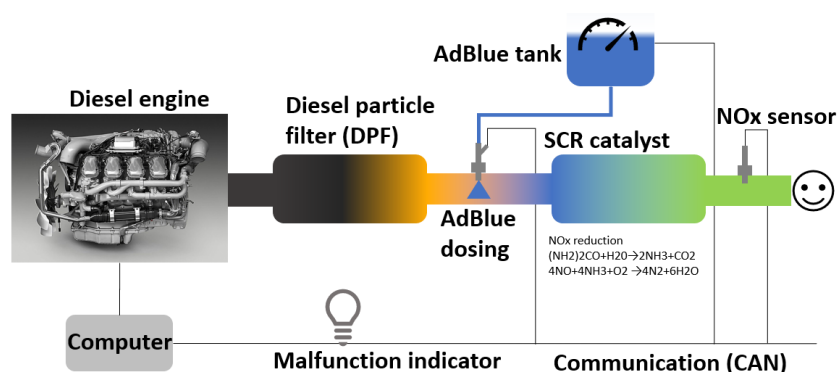 AdBlue tank
Diesel engine
Diesel particle
filter (DPF)
SCR catalyst
NOx sensor
AdBlue
dosing
NOx reduction
(NH2)2CO+H20→2NH3+CO2
4NO+4NH3+O2 →4N2+6H2O
Computer
Malfunction indicator
Communication (CAN)